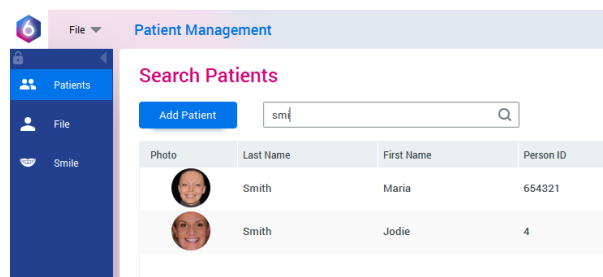 6 File Patient Management
Patients
File
Smile
Search Patients
Add Patient smi
Photo Last Name First Name Person ID
Smith Maria 654321
Smith Jodie 4